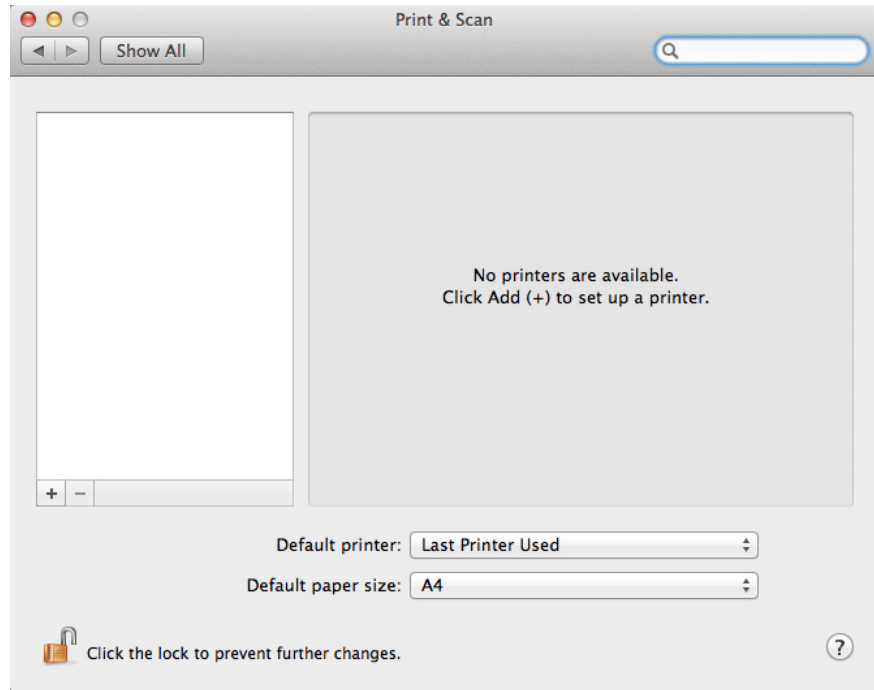 Print & Scan
Show All
No printers are available.
Click Add (+) to set up a printer.
+ −
Default printer: Last Printer Used
Default paper size: A4
Click the lock to prevent further changes.
?